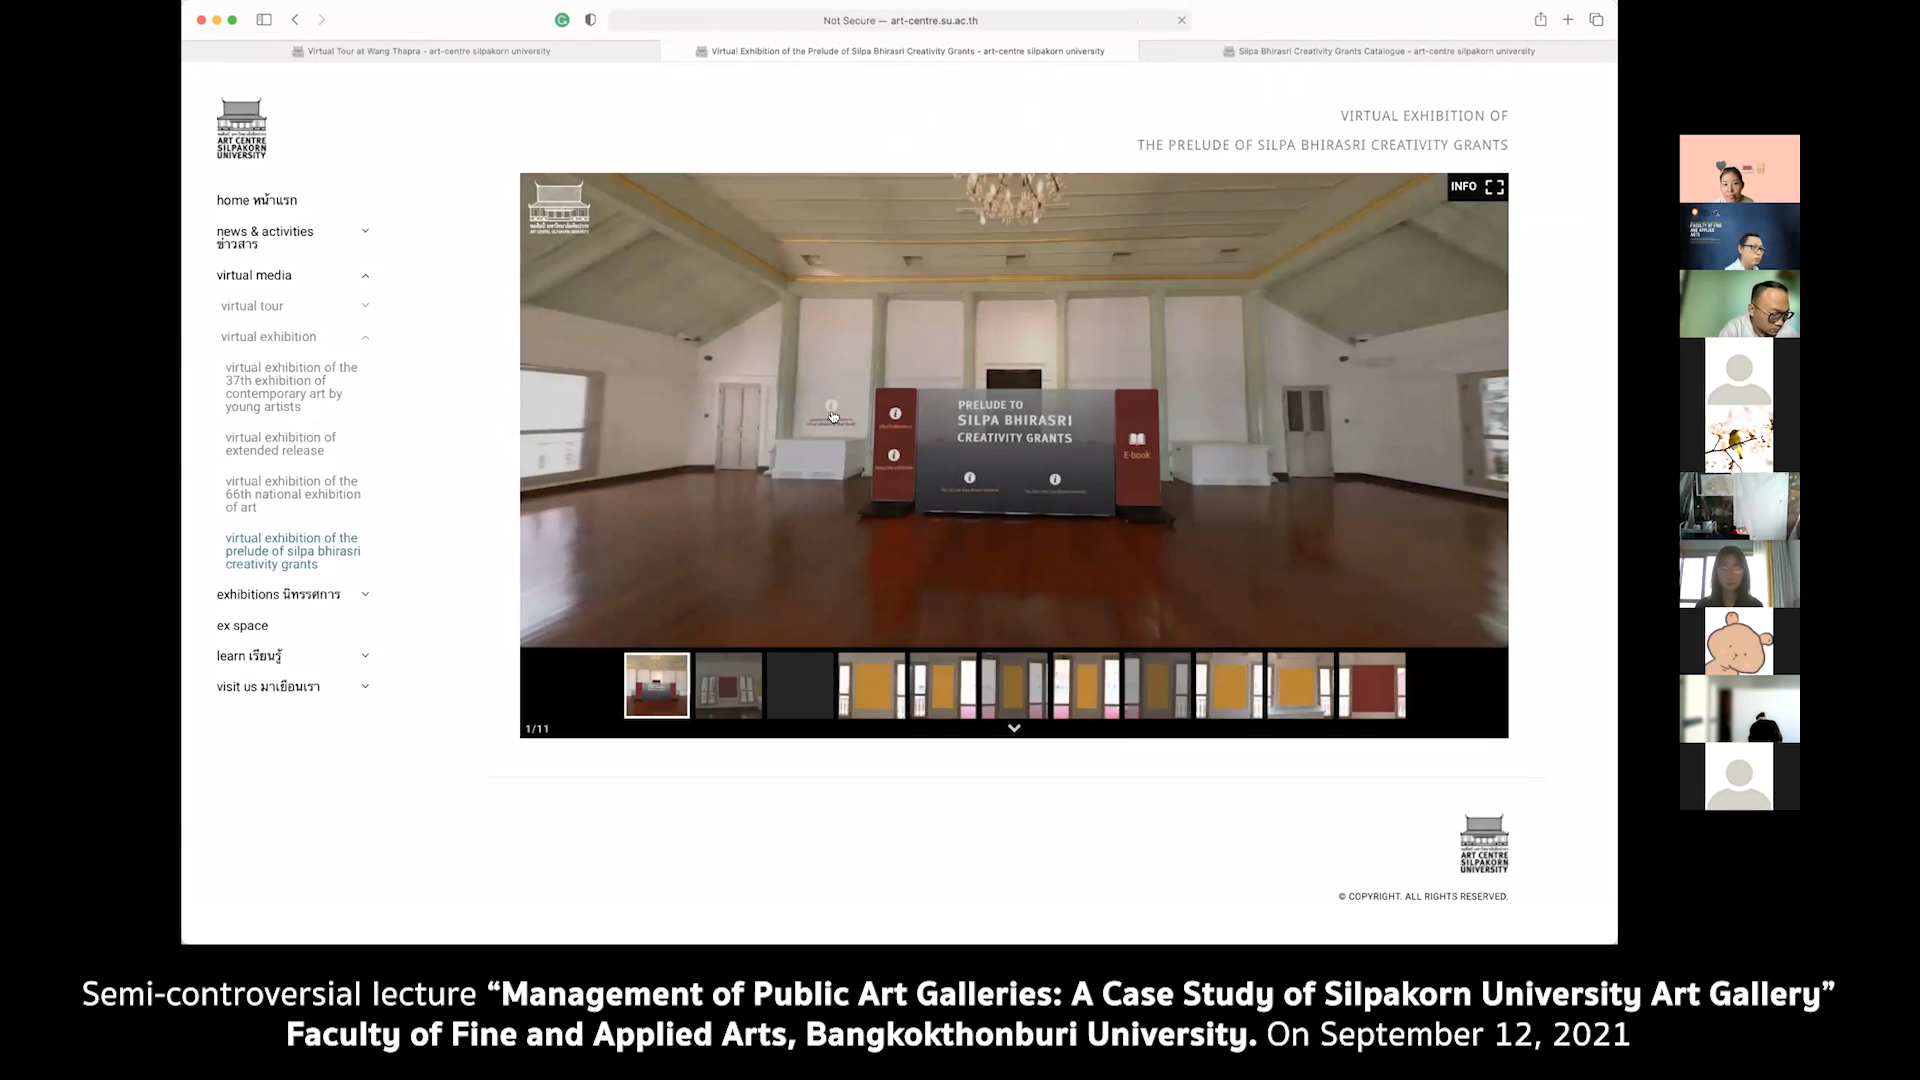 Not Secure — art-centre.su.ac.th
Virtual Tour at Wang Thapra - art-centre silpakorn university
Virtual Exhibition of the Prelude of Silpa Bhirasri Creativity Grants - art-centre silpakorn university
Silpa Bhirasri Creativity Grants Catalogue - art-centre silpakorn university
ART CENTRE
SILPAKORN
UNIVERSITY
VIRTUAL EXHIBITION OF
THE PRELUDE OF SILPA BHIRASRI CREATIVITY GRANTS
home หน้าแรก
news & activities
ข่าวสาร
virtual media
virtual tour
virtual exhibition
virtual exhibition of the
37th exhibition of
contemporary art by
young artists
virtual exhibition of
extended release
virtual exhibition of the
66th national exhibition
of art
virtual exhibition of the
prelude of silpa bhirasri
creativity grants
exhibitions นิทรรศการ
ex space
learn เรียนรู้
visit us มาเยือนเรา
INFO
PRELUDE TO
SILPA BHIRASRI
CREATIVITY GRANTS
E-book
1/11
ART CENTRE
SILPAKORN
UNIVERSITY
© COPYRIGHT. ALL RIGHTS RESERVED.
FACULTY OF FINE
AND APPLIED
ARTS
Semi-controversial lecture “Management of Public Art Galleries: A Case Study of Silpakorn University Art Gallery”
Faculty of Fine and Applied Arts, Bangkokthonburi University. On September 12, 2021